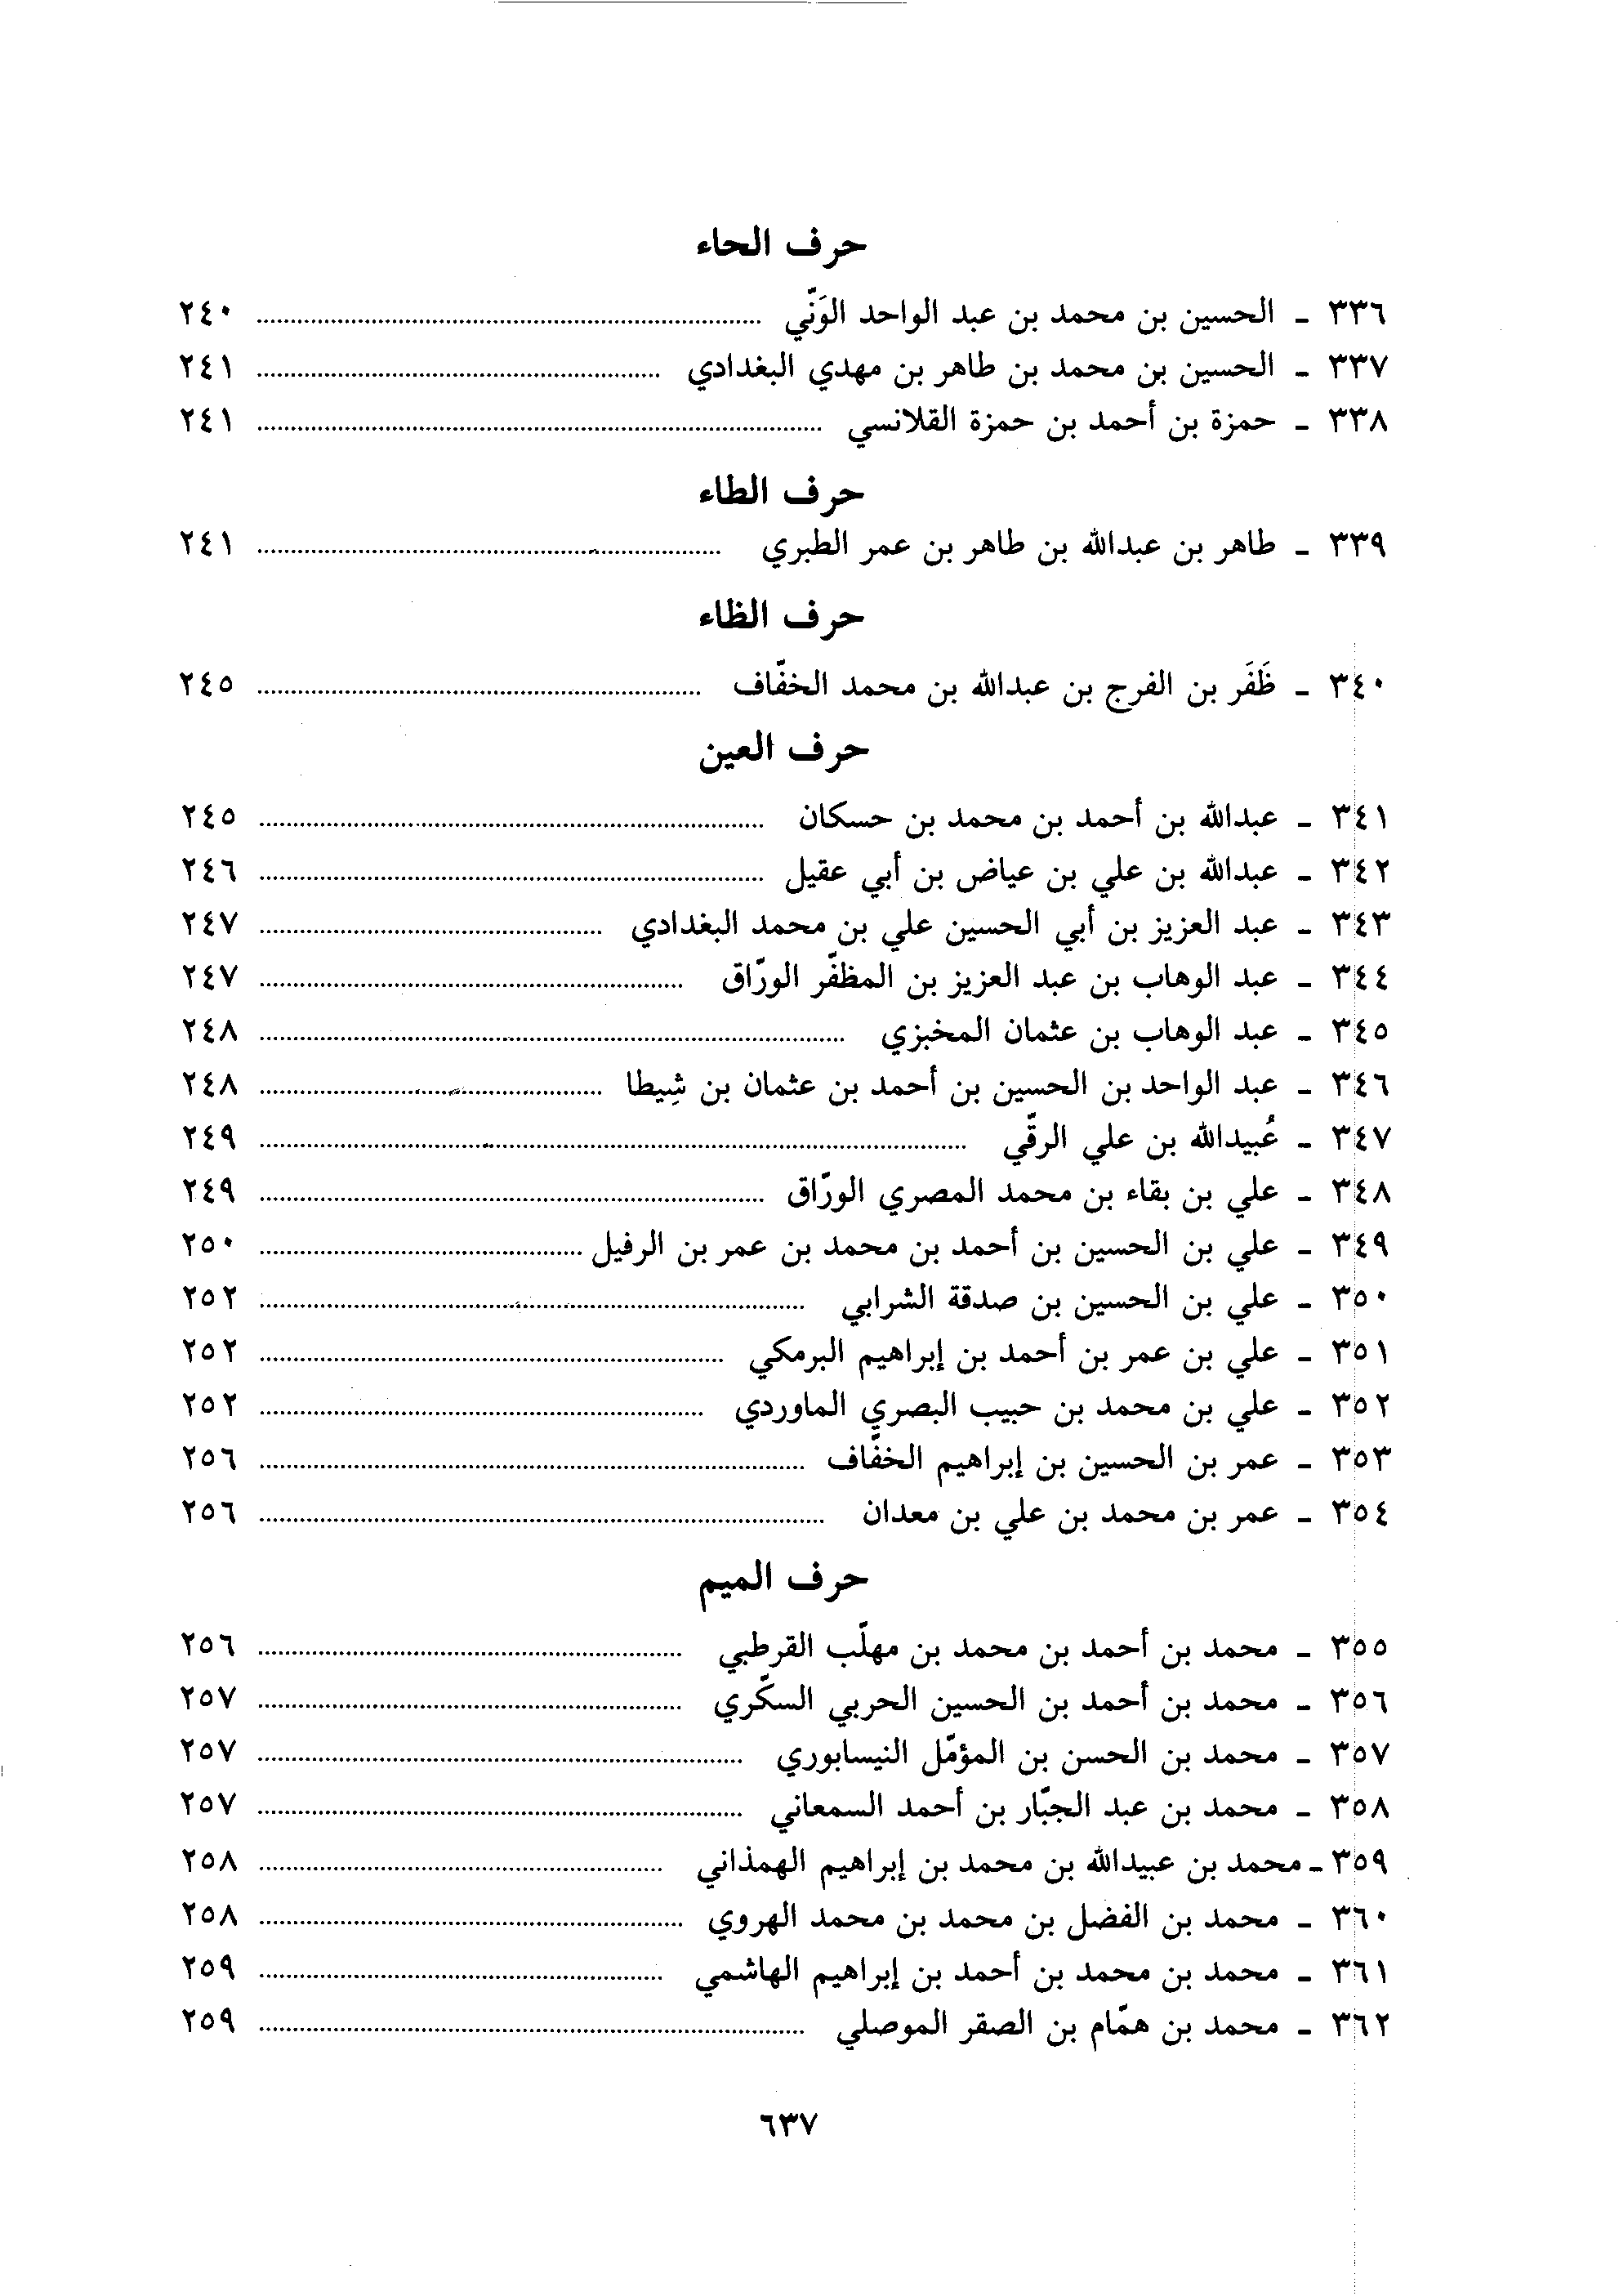 حرف الحاء
٣٣٦ - الحسين بن محمد بن عبد الواحد الوَنّي ........ ٢٤٠
٣٣٧ - الحسين بن محمد بن طاهر بن مهدي البغدادي ........ ٢٤١
٣٣٨ - حمزة بن أحمد بن حمزة القلانسي ........ ٢٤١
حرف الطاء
٣٣٩ - طاهر بن عبدالله بن طاهر بن عمر الطبري ........ ٢٤١
حرف الظاء
٣٤٠ - ظَفَر بن الفرج بن عبدالله بن محمد الخفّاف ........ ٢٤٥
حرف العين
٣٤١ - عبدالله بن أحمد بن محمد بن حسكان ........ ٢٤٥
٣٤٢ - عبدالله بن علي بن عياض بن أبي عقيل ........ ٢٤٦
٣٤٣ - عبد العزيز بن أبي الحسين علي بن محمد البغدادي ........ ٢٤٧
٣٤٤ - عبد الوهاب بن عبد العزيز بن المظفّر الورّاق ........ ٢٤٧
٣٤٥ - عبد الوهاب بن عثمان المخبزي ........ ٢٤٨
٣٤٦ - عبد الواحد بن الحسين بن أحمد بن عثمان بن شِيطا ........ ٢٤٨
٣٤٧ - عُبيدالله بن علي الرقّي ........ ٢٤٩
٣٤٨ - علي بن بقاء بن محمد المصري الورّاق ........ ٢٤٩
٣٤٩ - علي بن الحسين بن أحمد بن محمد بن عمر بن الرفيل ........ ٢٥٠
٣٥٠ - علي بن الحسين بن صدقة الشرابي ........ ٢٥٢
٣٥١ - علي بن عمر بن أحمد بن إبراهيم البرمكي ........ ٢٥٢
٣٥٢ - علي بن محمد بن حبيب البصري الماوردي ........ ٢٥٢
٣٥٣ - عمر بن الحسين بن إبراهيم الخفّاف ........ ٢٥٦
٣٥٤ - عمر بن محمد بن علي بن معدان ........ ٢٥٦
حرف الميم
٣٥٥ - محمد بن أحمد بن محمد بن مهلّب القرطبي ........ ٢٥٦
٣٥٦ - محمد بن أحمد بن الحسين الحربي السكّري ........ ٢٥٧
٣٥٧ - محمد بن الحسن بن المؤمّل النيسابوري ........ ٢٥٧
٣٥٨ - محمد بن عبد الجبّار بن أحمد السمعاني ........ ٢٥٧
٣٥٩ - محمد بن عبيدالله بن محمد بن إبراهيم الهمذاني ........ ٢٥٨
٣٦٠ - محمد بن الفضل بن محمد بن محمد الهروي ........ ٢٥٨
٣٦١ - محمد بن محمد بن أحمد بن إبراهيم الهاشمي ........ ٢٥٩
٣٦٢ - محمد بن همّام بن الصقر الموصلي ........ ٢٥٩
٦٣٧